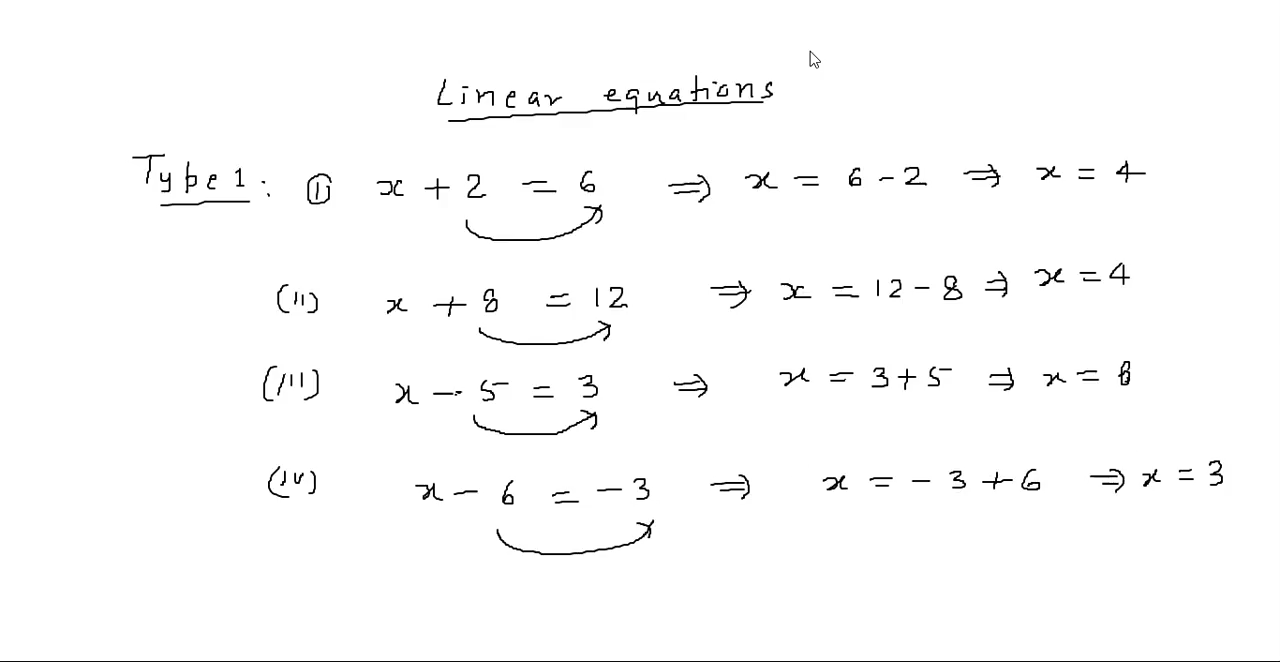 Linear equations
Type 1 : (i) x + 2 = 6 ⇒ x = 6 - 2 ⇒ x = 4
(ii) x + 8 = 12 ⇒ x = 12 - 8 ⇒ x = 4
(iii) x - 5 = 3 ⇒ x = 3 + 5 ⇒ x = 8
(iv) x - 6 = - 3 ⇒ x = - 3 + 6 ⇒ x = 3